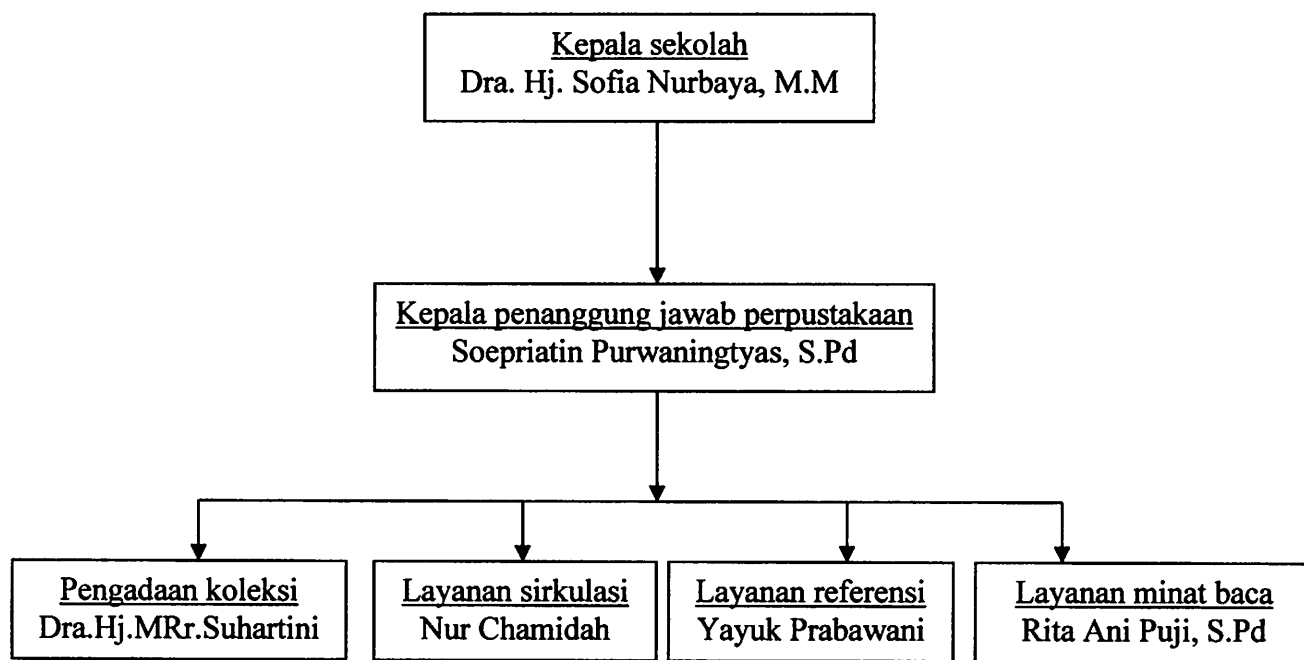 Kepala sekolah
Dra. Hj. Sofia Nurbaya, M.M
Kepala penanggung jawab perpustakaan
Soepriatin Purwaningtyas, S.Pd
Pengadaan koleksi
Dra.Hj.MRr.Suhartini
Layanan sirkulasi
Nur Chamidah
Layanan referensi
Yayuk Prabawani
Layanan minat baca
Rita Ani Puji, S.Pd